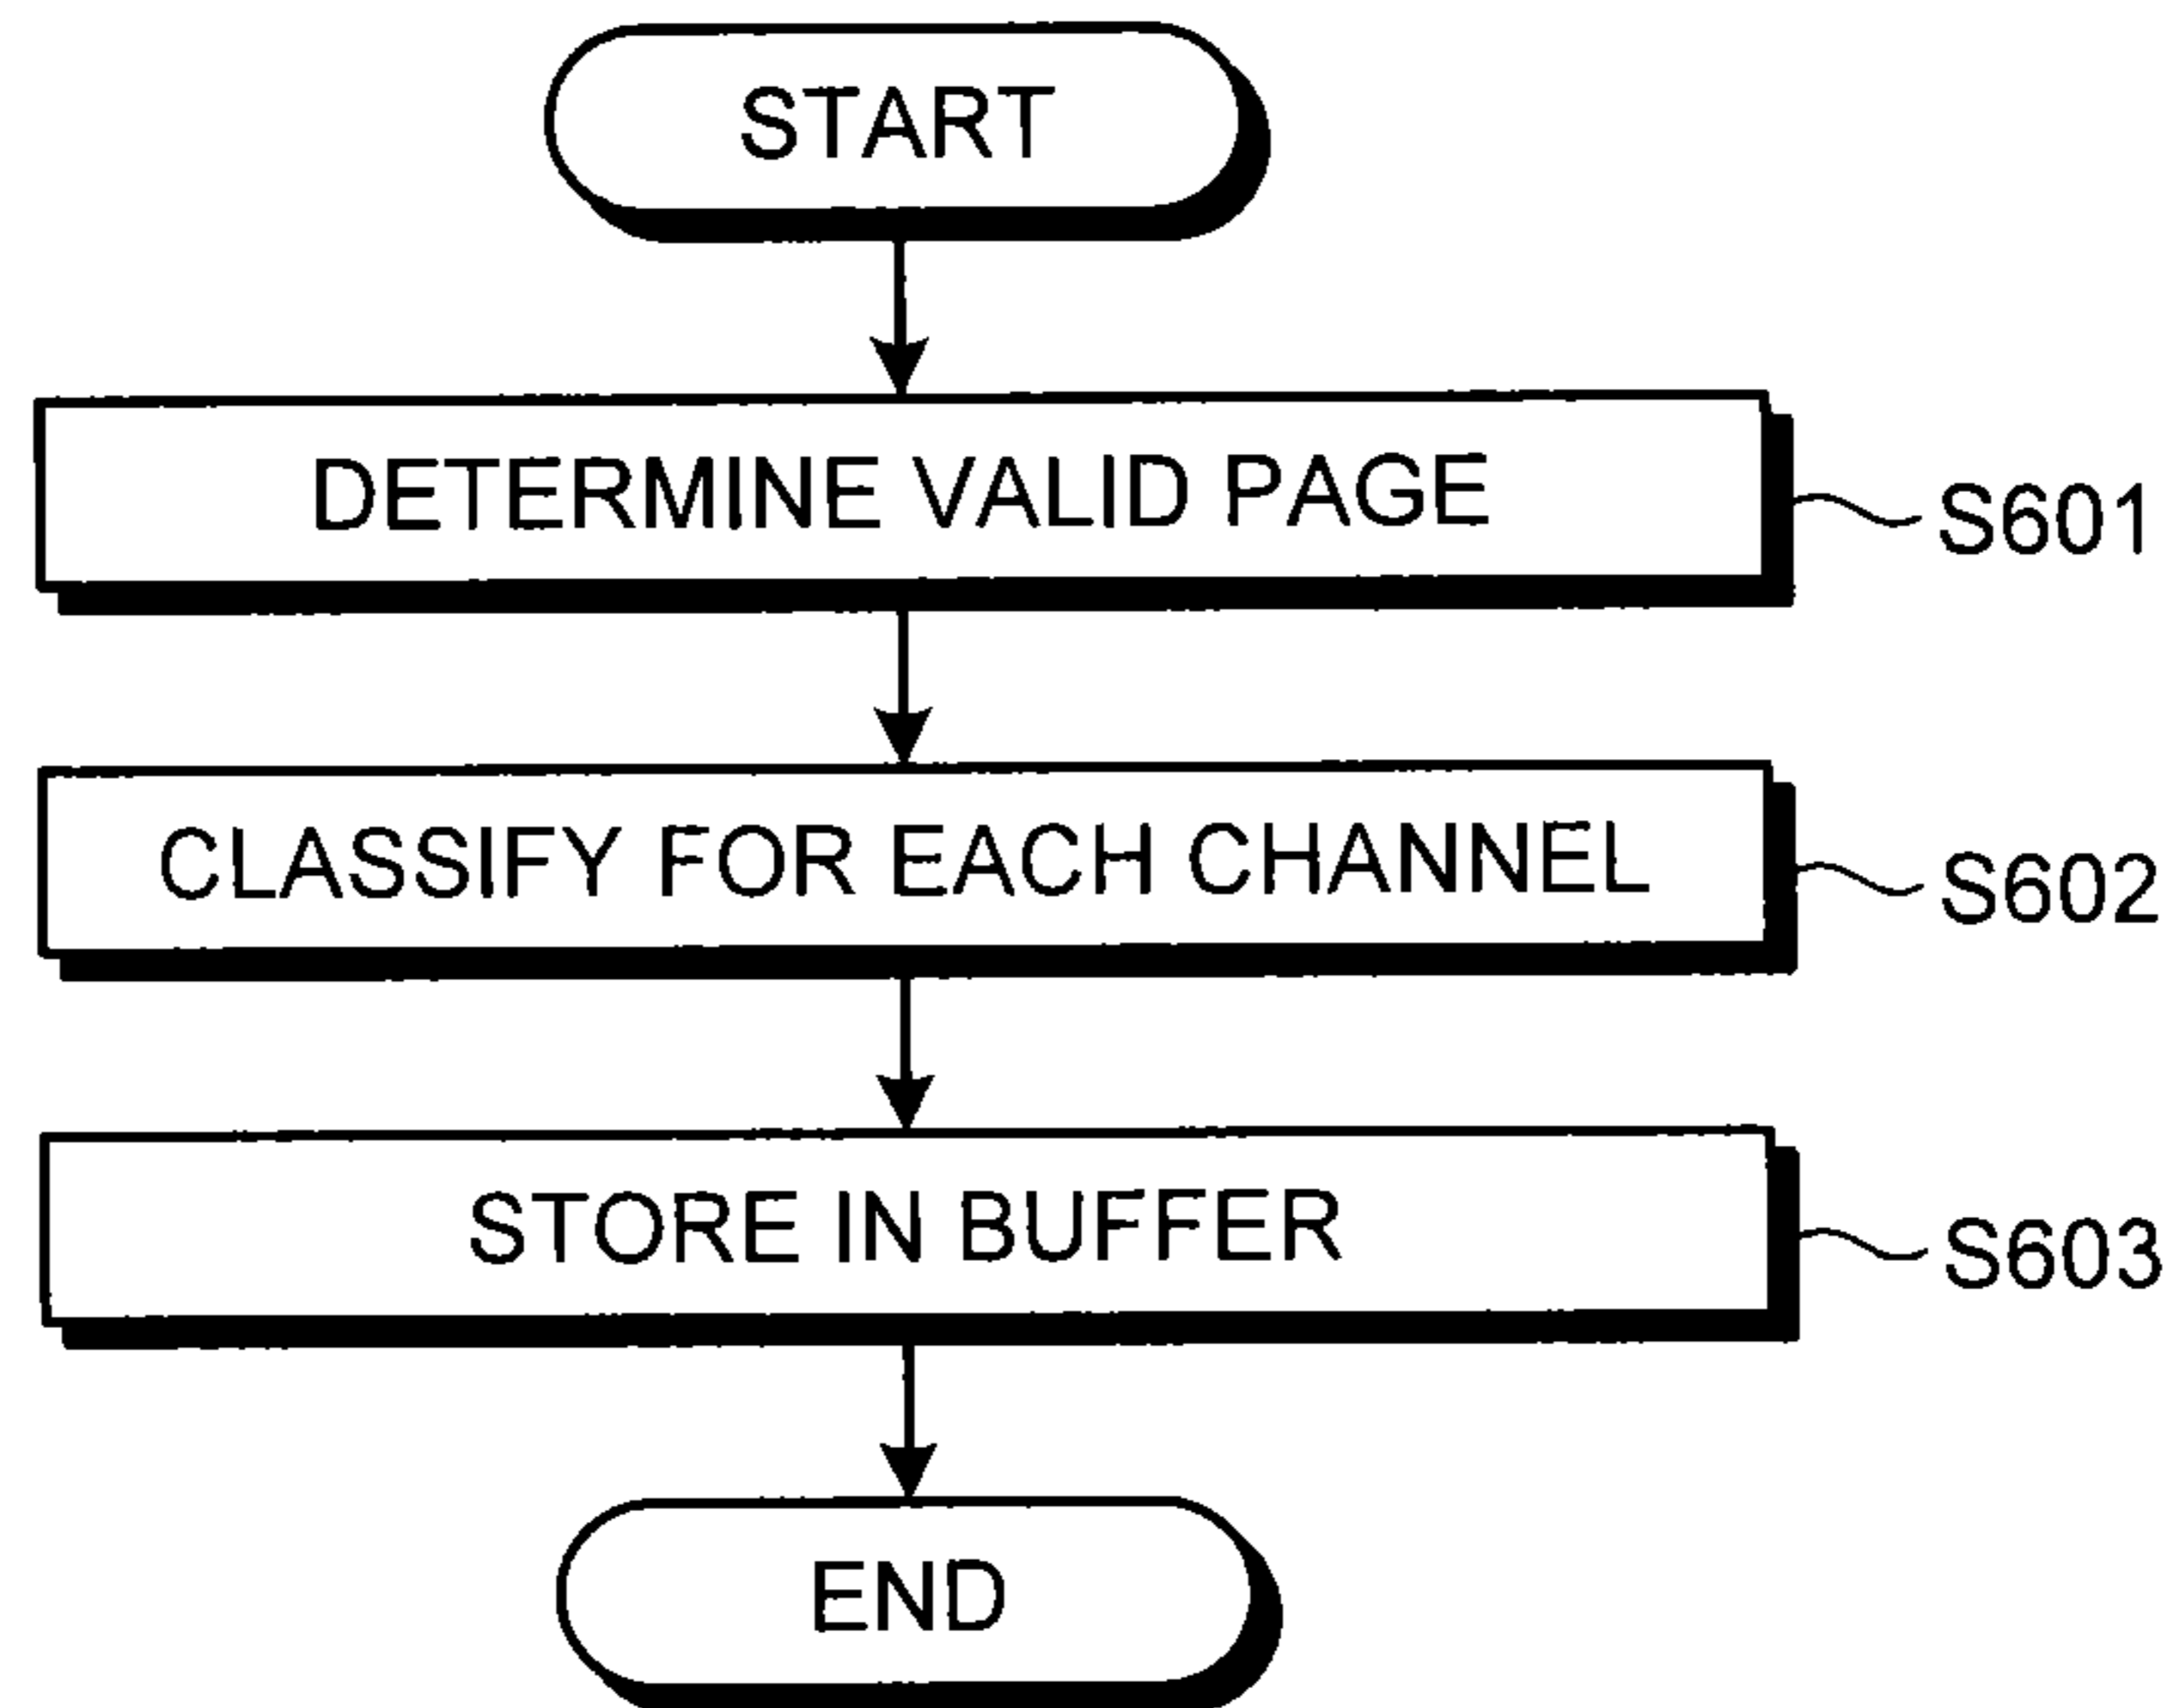 START
DETERMINE VALID PAGE
S601
CLASSIFY FOR EACH CHANNEL
S602
STORE IN BUFFER
S603
END